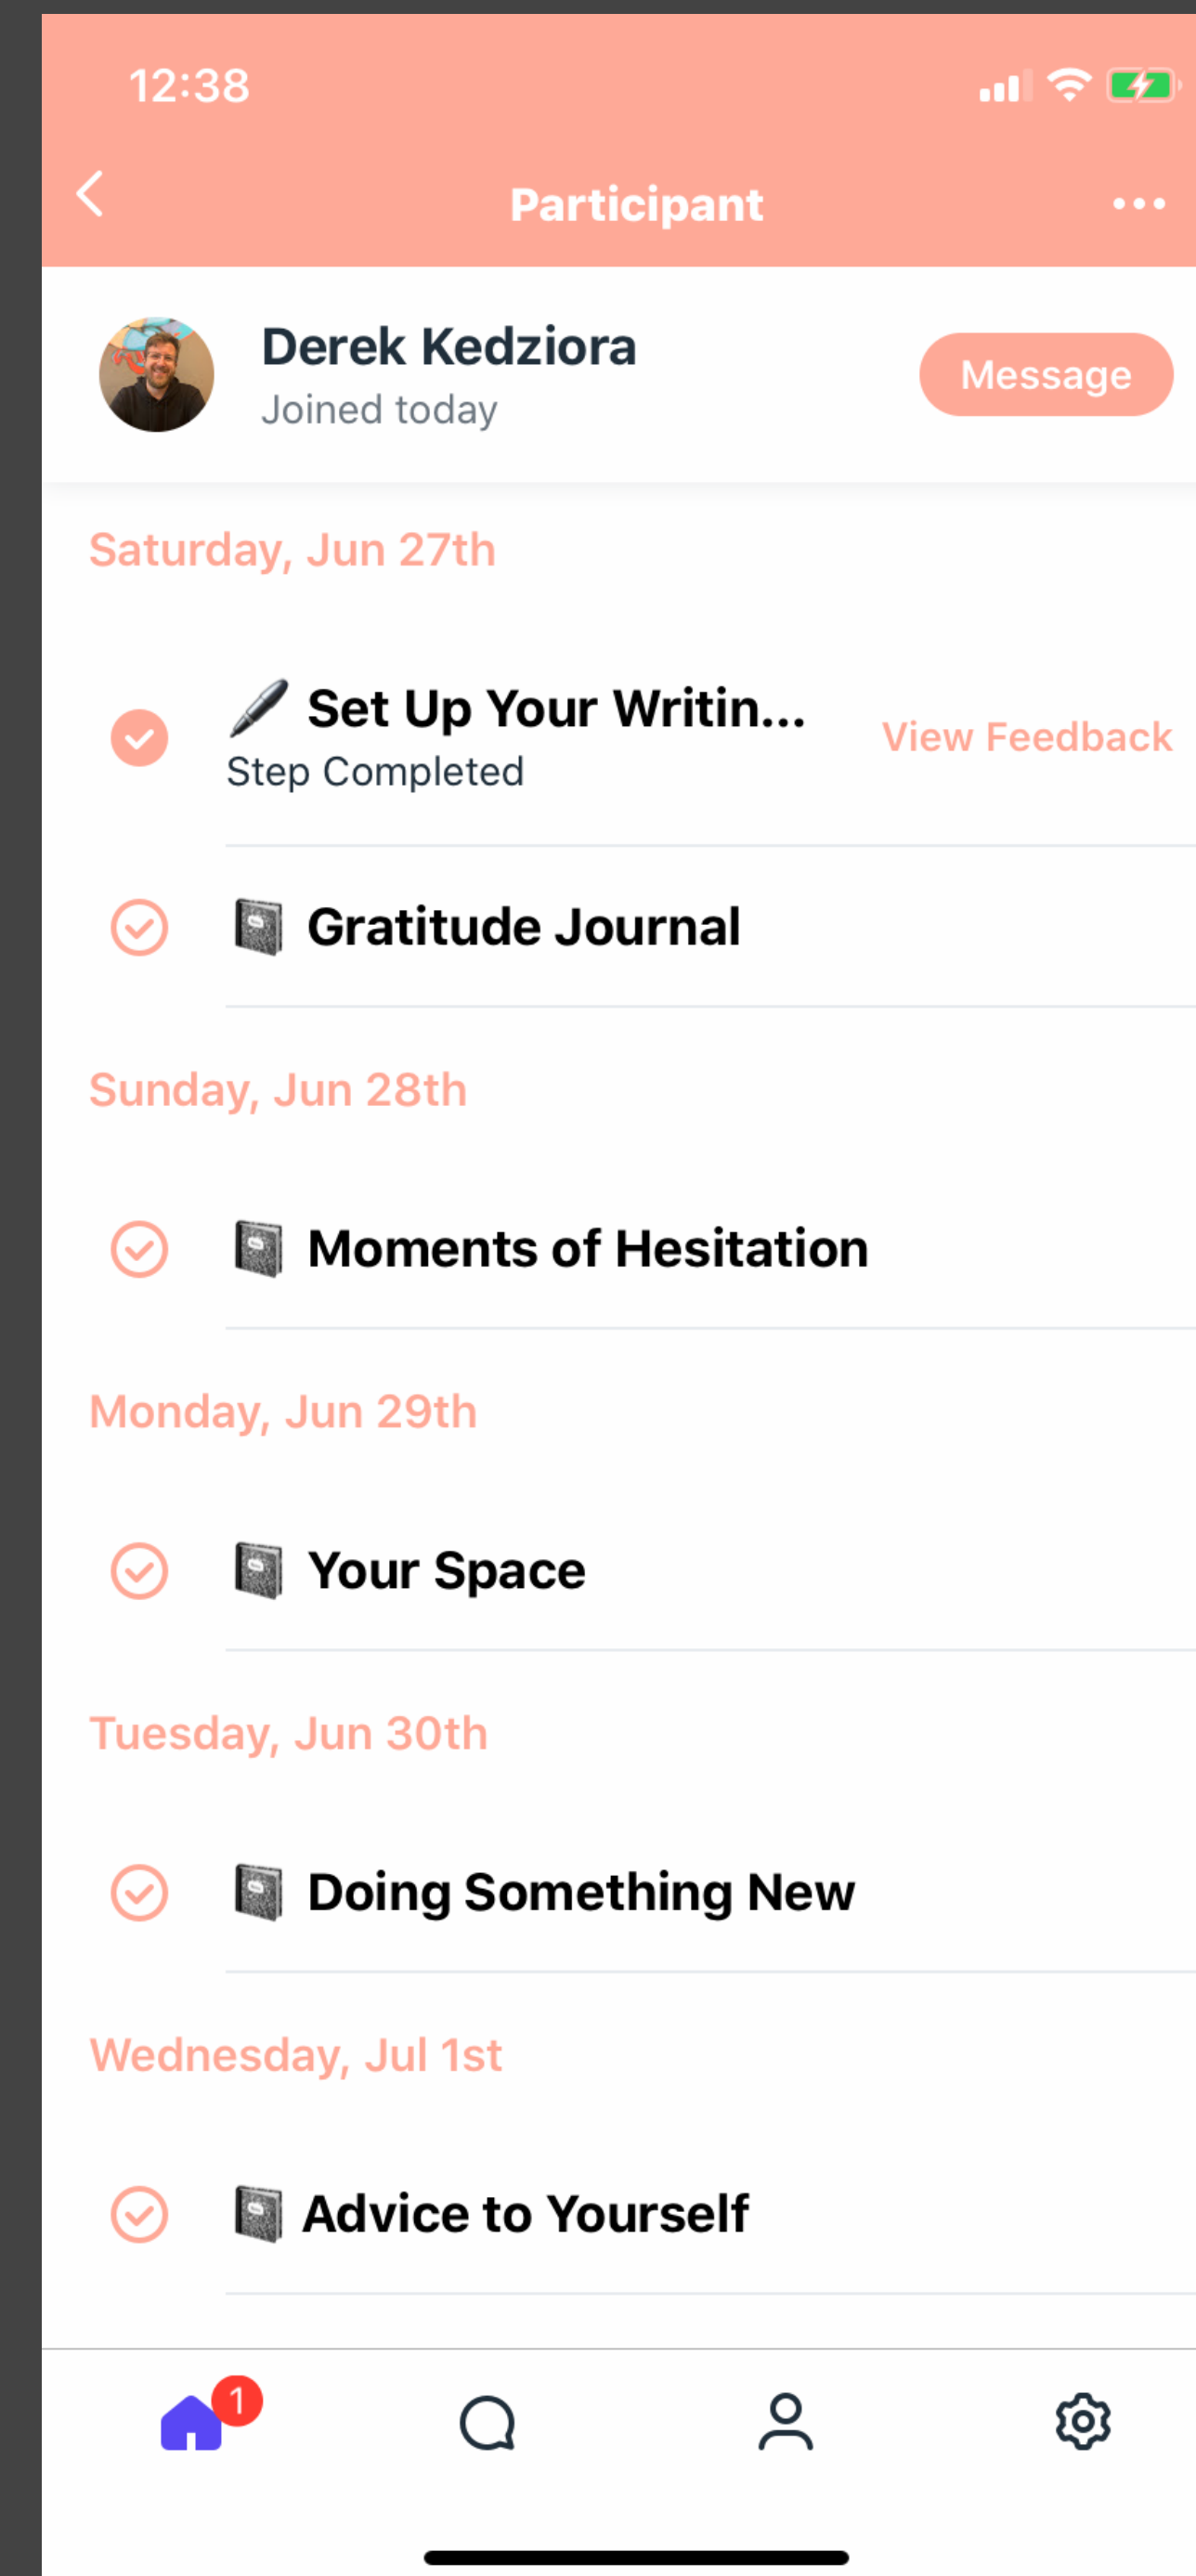 12:38
Participant
Derek Kedziora
Joined today
Message
Saturday, Jun 27th
Set Up Your Writin...
Step Completed
View Feedback
Gratitude Journal
Sunday, Jun 28th
Moments of Hesitation
Monday, Jun 29th
Your Space
Tuesday, Jun 30th
Doing Something New
Wednesday, Jul 1st
Advice to Yourself
1